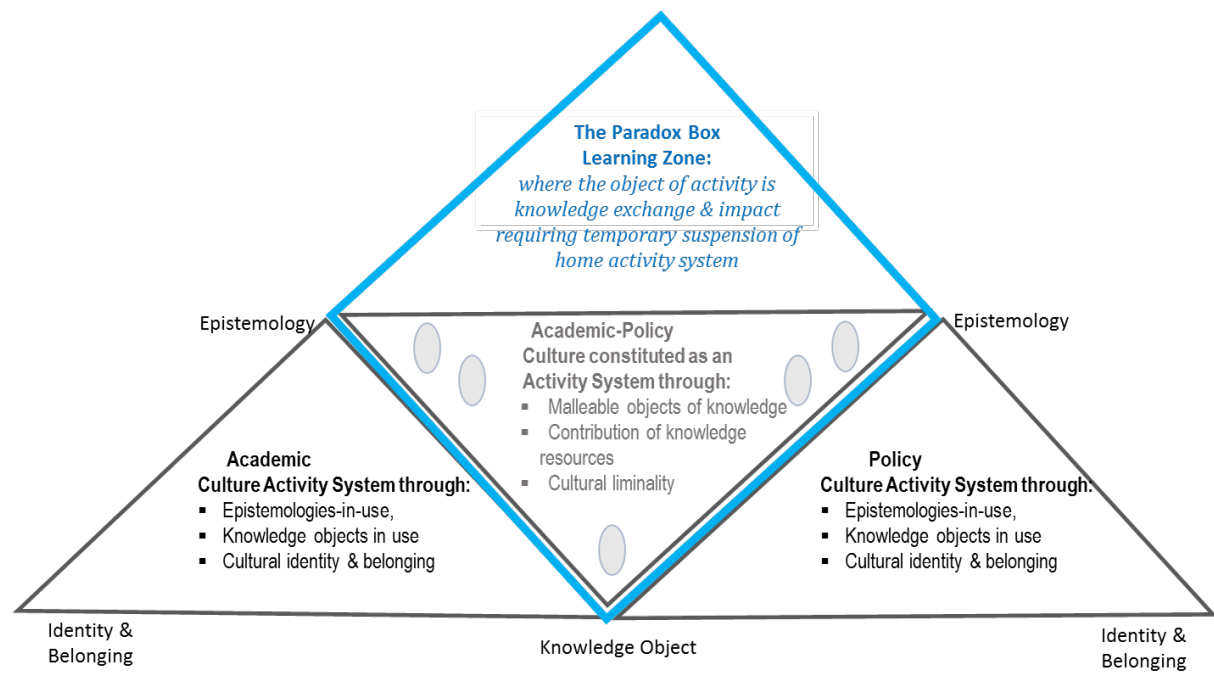 The Paradox Box
Learning Zone:
where the object of activity is
knowledge exchange & impact
requiring temporary suspension of
home activity system
Epistemology
Epistemology
Academic-Policy
Culture constituted as an
Activity System through:
▪ Malleable objects of knowledge
▪ Contribution of knowledge
resources
▪ Cultural liminality
Academic
Culture Activity System through:
▪ Epistemologies-in-use,
▪ Knowledge objects in use
▪ Cultural identity & belonging
Policy
Culture Activity System through:
▪ Epistemologies-in-use,
▪ Knowledge objects in use
▪ Cultural identity & belonging
Identity &
Belonging
Knowledge Object
Identity &
Belonging